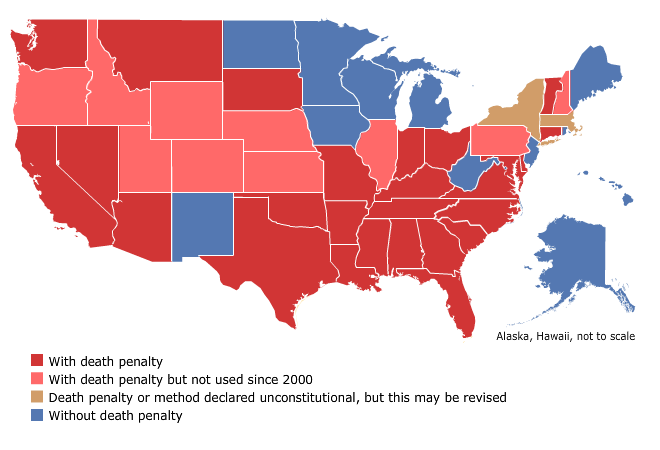 Alaska, Hawaii, not to scale
With death penalty
With death penalty but not used since 2000
Death penalty or method declared unconstitutional, but this may be revised
Without death penalty